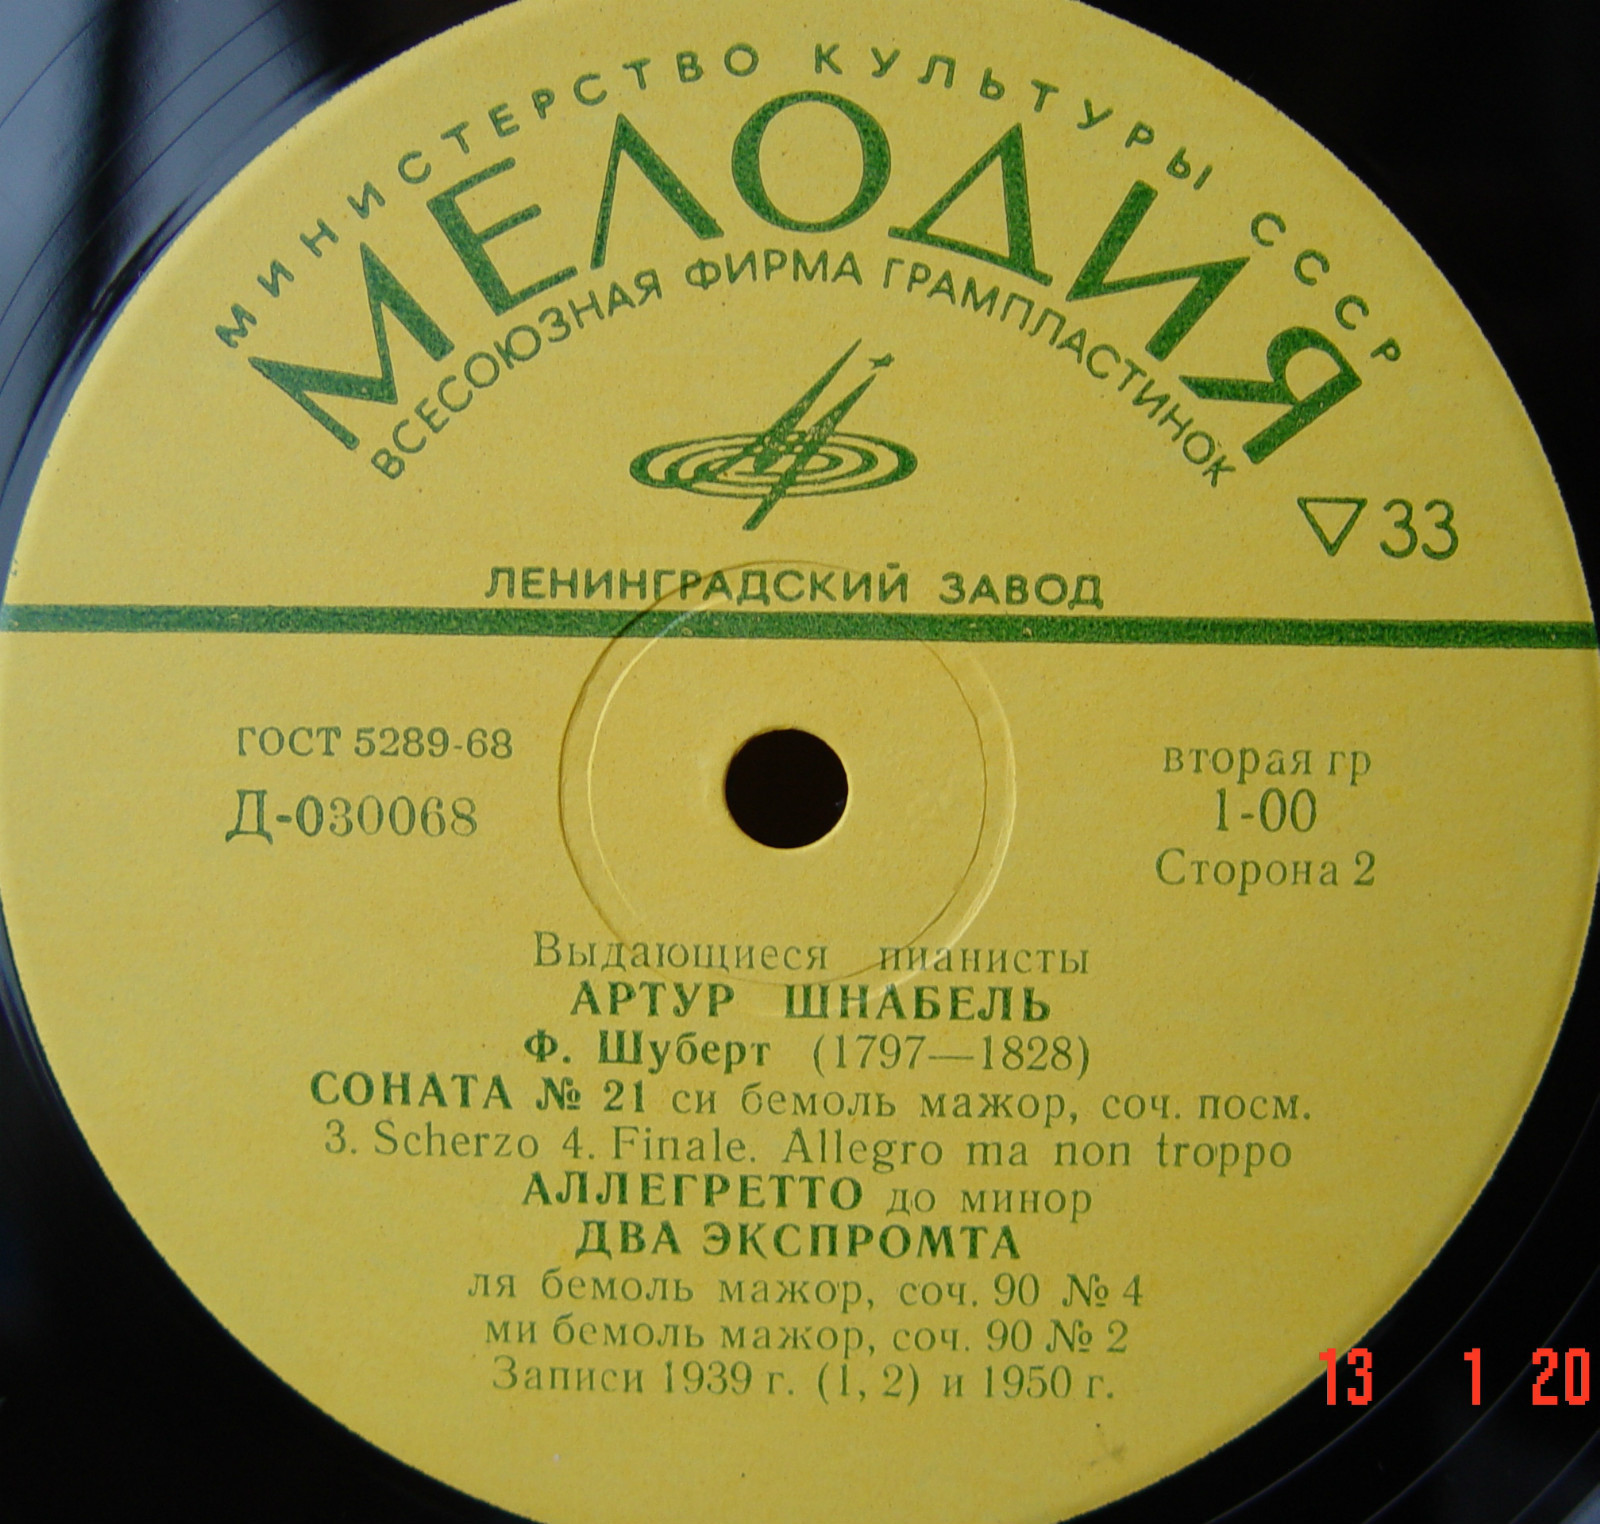 МИНИСТЕРСТВО КУЛЬТУРЫ СССР
МЕЛОДИЯ
ВСЕСОЮЗНАЯ ФИРМА ГРАМПЛАСТИНОК
33
ЛЕНИНГРАДСКИЙ ЗАВОД
ГОСТ 5289-68
Д-030068
вторая гр
1-00
Сторона 2
Выдающиеся пианисты
АРТУР ШНАБЕЛЬ
Ф. Шуберт (1797—1828)
СОНАТА № 21 си бемоль мажор, соч. посм.
3. Scherzo 4. Finale. Allegro ma non troppo
АЛЛЕГРЕТТО до минор
ДВА ЭКСПРОМТА
ля бемоль мажор, соч. 90 № 4
ми бемоль мажор, соч. 90 № 2
Записи 1939 г. (1, 2) и 1950 г.
13 1 20